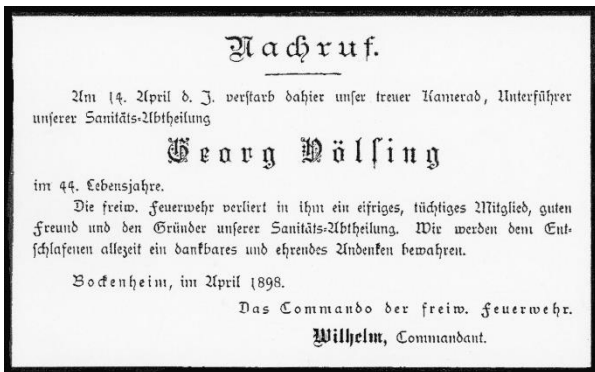 Nachruf.
Am 14. April d. J. verstarb dahier unser treuer Kamerad, Unterführer
unserer Sanitäts-Abtheilung
Georg Nölsing
im 44. Lebensjahre.
Die freiw. Feuerwehr verliert in ihm ein eifriges, tüchtiges Mitglied, guten
Freund und den Gründer unserer Sanitäts-Abtheilung. Wir werden dem Ent-
schlafenen allezeit ein dankbares und ehrendes Andenken bewahren.
Bockenheim, im April 1898.
Das Commando der freiw. Feuerwehr.
Wilhelm, Commandant.